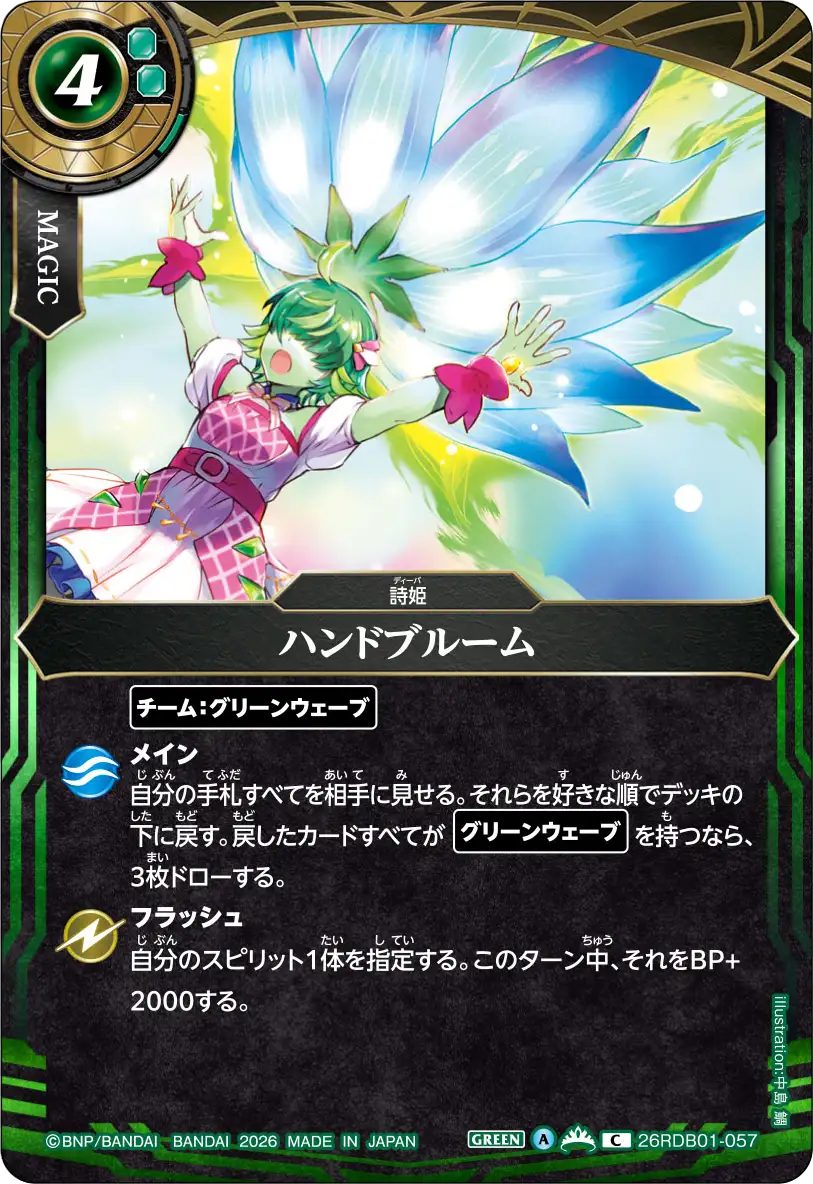 4
MAGIC
ディーバ
詩姫
ハンドブルーム
チーム:グリーンウェーブ
メイン
じぶん てふだ あいて み す じゅん
自分の手札すべてを相手に見せる。それらを好きな順でデッキの
した もど もど も
下に戻す。戻したカードすべてが グリーンウェーブ を持つなら、
まい
3枚ドローする。
フラッシュ
じぶん たい してい ちゅう
自分のスピリット1体を指定する。このターン中、それをBP+
2000する。
illustration:中島 鯛
©BNP/BANDAI BANDAI 2026 MADE IN JAPAN
GREEN A C 26RDB01-057